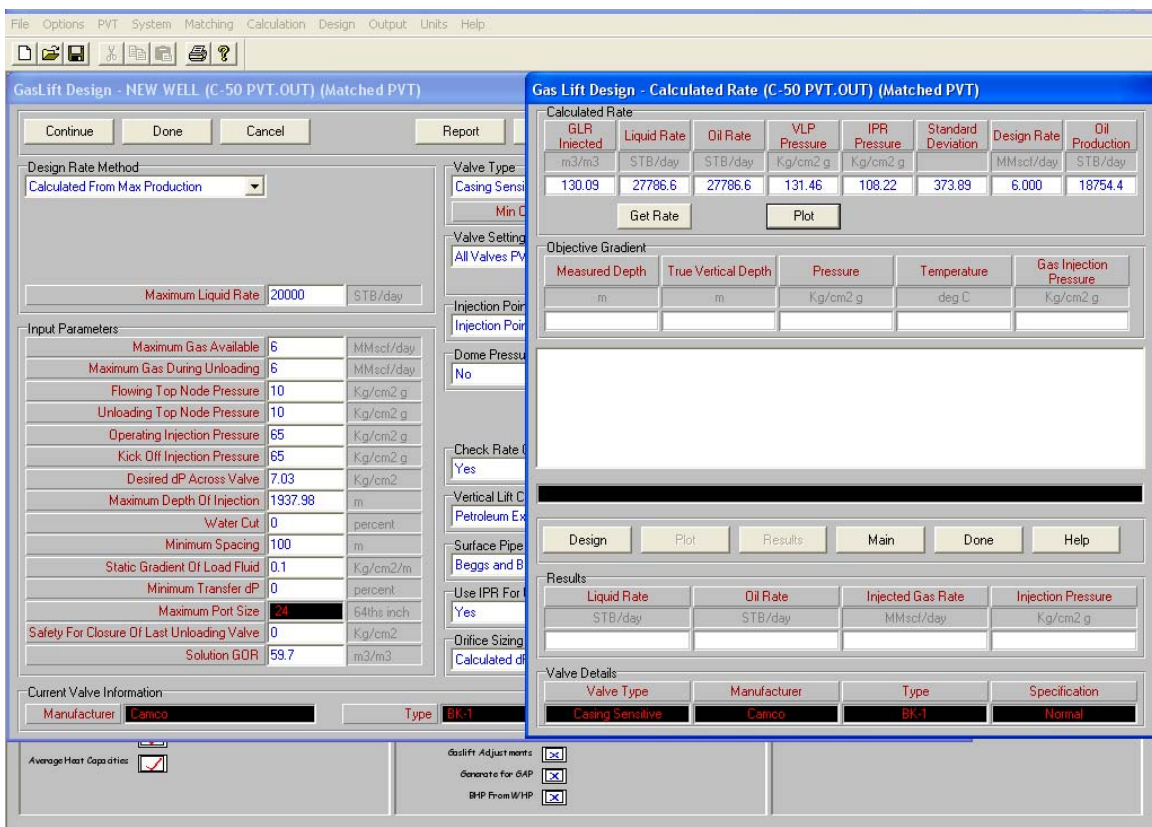 File Options PVT System Matching Calculation Design Output Units Help
GasLift Design - NEW WELL (C-50 PVT.OUT) (Matched PVT)
Continue Done Cancel Report
Design Rate Method
Calculated From Max Production
Maximum Liquid Rate 20000 STB/day
Input Parameters
Maximum Gas Available 6 MMscf/day
Maximum Gas During Unloading 6 MMscf/day
Flowing Top Node Pressure 10 Kg/cm2 g
Unloading Top Node Pressure 10 Kg/cm2 g
Operating Injection Pressure 65 Kg/cm2 g
Kick Off Injection Pressure 65 Kg/cm2 g
Desired dP Across Valve 7.03 Kg/cm2
Maximum Depth Of Injection 1937.98 m
Water Cut 0 percent
Minimum Spacing 100 m
Static Gradient Of Load Fluid 0.1 Kg/cm2/m
Minimum Transfer dP 0 percent
Maximum Port Size 24 64ths inch
Safety For Closure Of Last Unloading Valve 0 Kg/cm2
Solution GOR 59.7 m3/m3
Valve Type
Casing Sensi
Min C
Valve Setting
All Valves PV
Injection Poin
Injection Poin
Dome Pressu
No
Check Rate C
Yes
Vertical Lift C
Petroleum Ex
Surface Pipe
Beggs and B
Use IPR For U
Yes
Orifice Sizing
Calculated dP
Current Valve Information
Manufacturer Camco Type BK-1
Gas Lift Design - Calculated Rate (C-50 PVT.OUT) (Matched PVT)
Calculated Rate
GLR Injected Liquid Rate Oil Rate VLP Pressure IPR Pressure Standard Deviation Design Rate Oil Production
m3/m3 STB/day STB/day Kg/cm2 g Kg/cm2 g MMscf/day STB/day
130.09 27786.6 27786.6 131.46 108.22 373.89 6.000 18754.4
Get Rate Plot
Objective Gradient
Measured Depth True Vertical Depth Pressure Temperature Gas Injection Pressure
m m Kg/cm2 g deg C Kg/cm2 g
Design Plot Results Main Done Help
Results
Liquid Rate Oil Rate Injected Gas Rate Injection Pressure
STB/day STB/day MMscf/day Kg/cm2 g
Valve Details
Valve Type Manufacturer Type Specification
Casing Sensitive Camco BK-1 Normal
Average Heat Capacities
Gaslift Adjustments
Generate for GAP
BHP From WHP